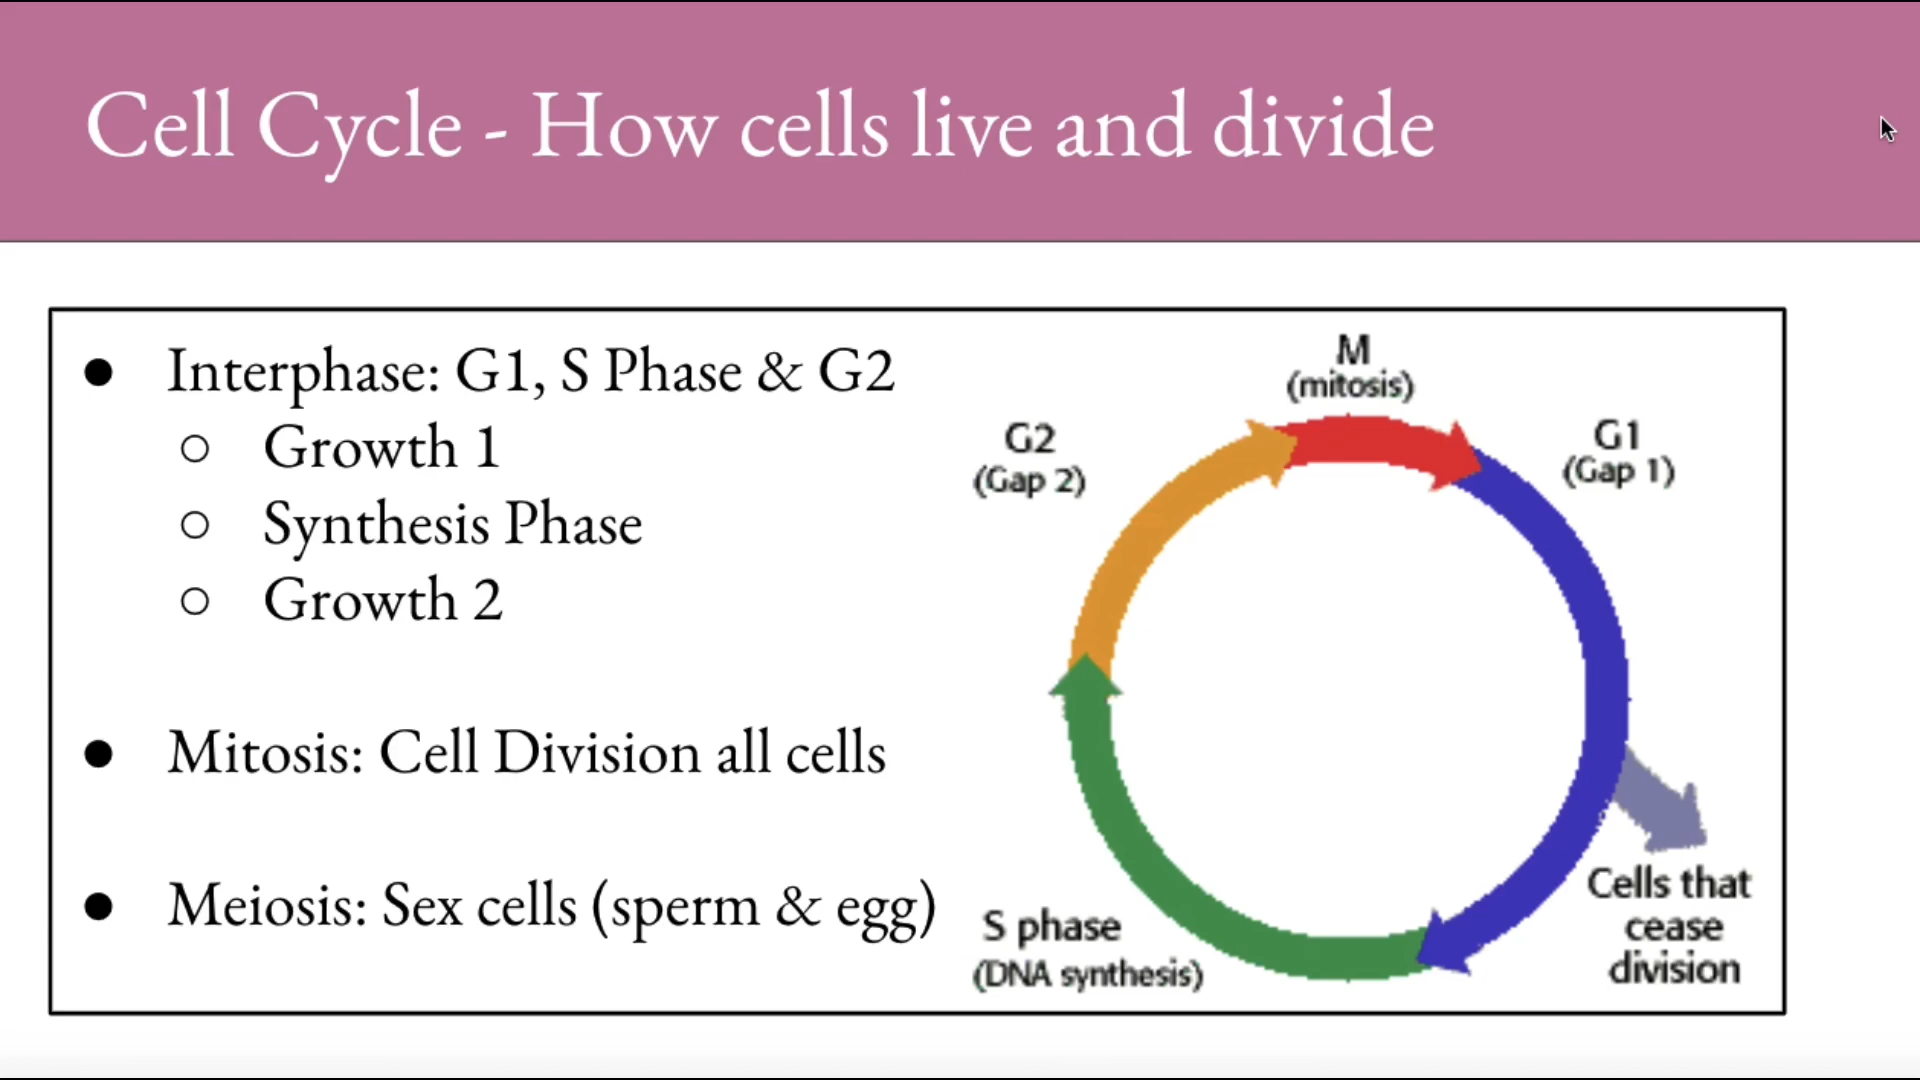 Cell Cycle - How cells live and divide
● Interphase: G1, S Phase & G2
○ Growth 1
○ Synthesis Phase
○ Growth 2
● Mitosis: Cell Division all cells
● Meiosis: Sex cells (sperm & egg)
M
(mitosis)
G1
(Gap 1)
G2
(Gap 2)
S phase
(DNA synthesis)
Cells that
cease
division